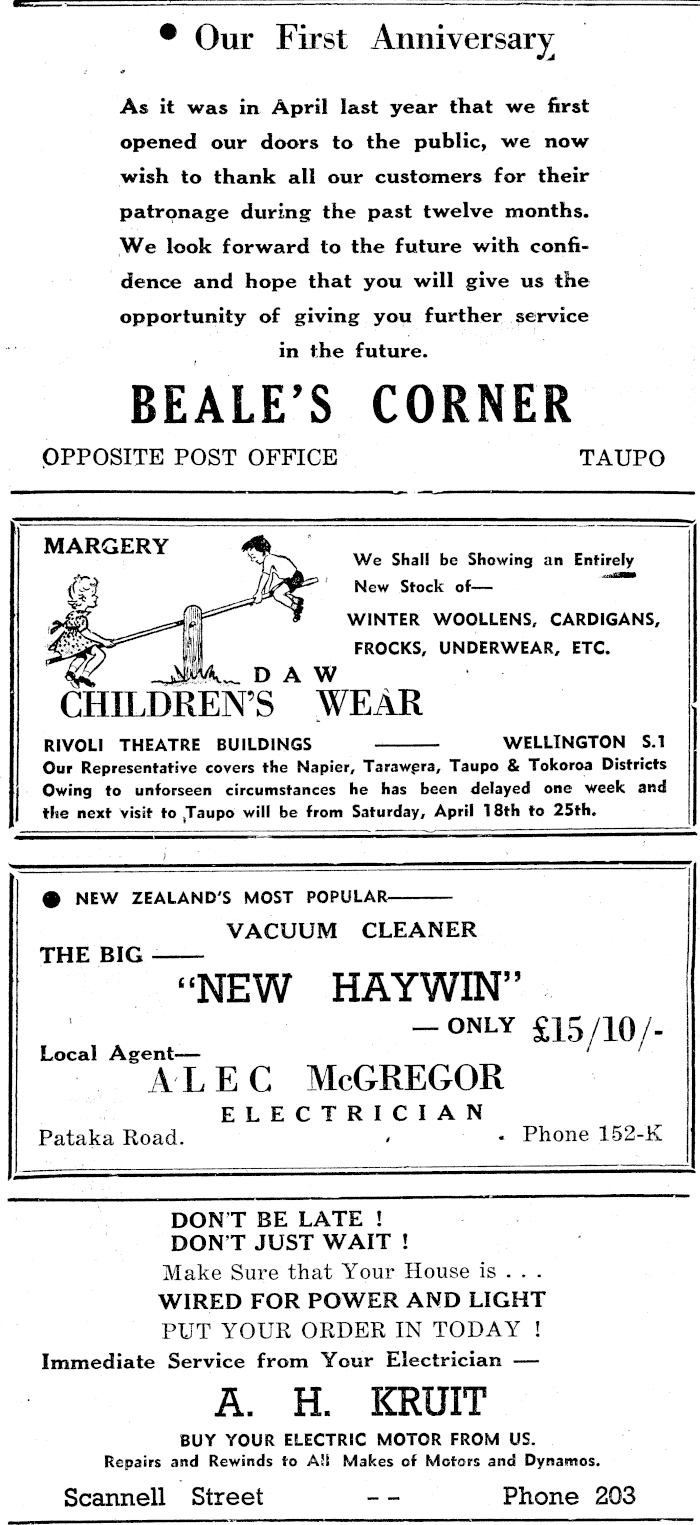 • Our First Anniversary
As it was in April last year that we first
opened our doors to the public, we now
wish to thank all our customers for their
patronage during the past twelve months.
We look forward to the future with confi-
dence and hope that you will give us the
opportunity of giving you further service
in the future.
BEALE'S CORNER
OPPOSITE POST OFFICE TAUPO
MARGERY
DAW
CHILDREN'S WEAR
We Shall be Showing an Entirely
New Stock of—
WINTER WOOLLENS, CARDIGANS,
FROCKS, UNDERWEAR, ETC.
RIVOLI THEATRE BUILDINGS —— WELLINGTON S.1
Our Representative covers the Napier, Tarawera, Taupo & Tokoroa Districts
Owing to unforseen circumstances he has been delayed one week and
the next visit to Taupo will be from Saturday, April 18th to 25th.
• NEW ZEALAND'S MOST POPULAR——
VACUUM CLEANER
THE BIG ——
"NEW HAYWIN"
— ONLY £15/10/-
Local Agent—
ALEC McGREGOR
ELECTRICIAN
Pataka Road. Phone 152-K
DON'T BE LATE !
DON'T JUST WAIT !
Make Sure that Your House is . . .
WIRED FOR POWER AND LIGHT
PUT YOUR ORDER IN TODAY !
Immediate Service from Your Electrician —
A. H. KRUIT
BUY YOUR ELECTRIC MOTOR FROM US.
Repairs and Rewinds to All Makes of Motors and Dynamos.
Scannell Street -- Phone 203